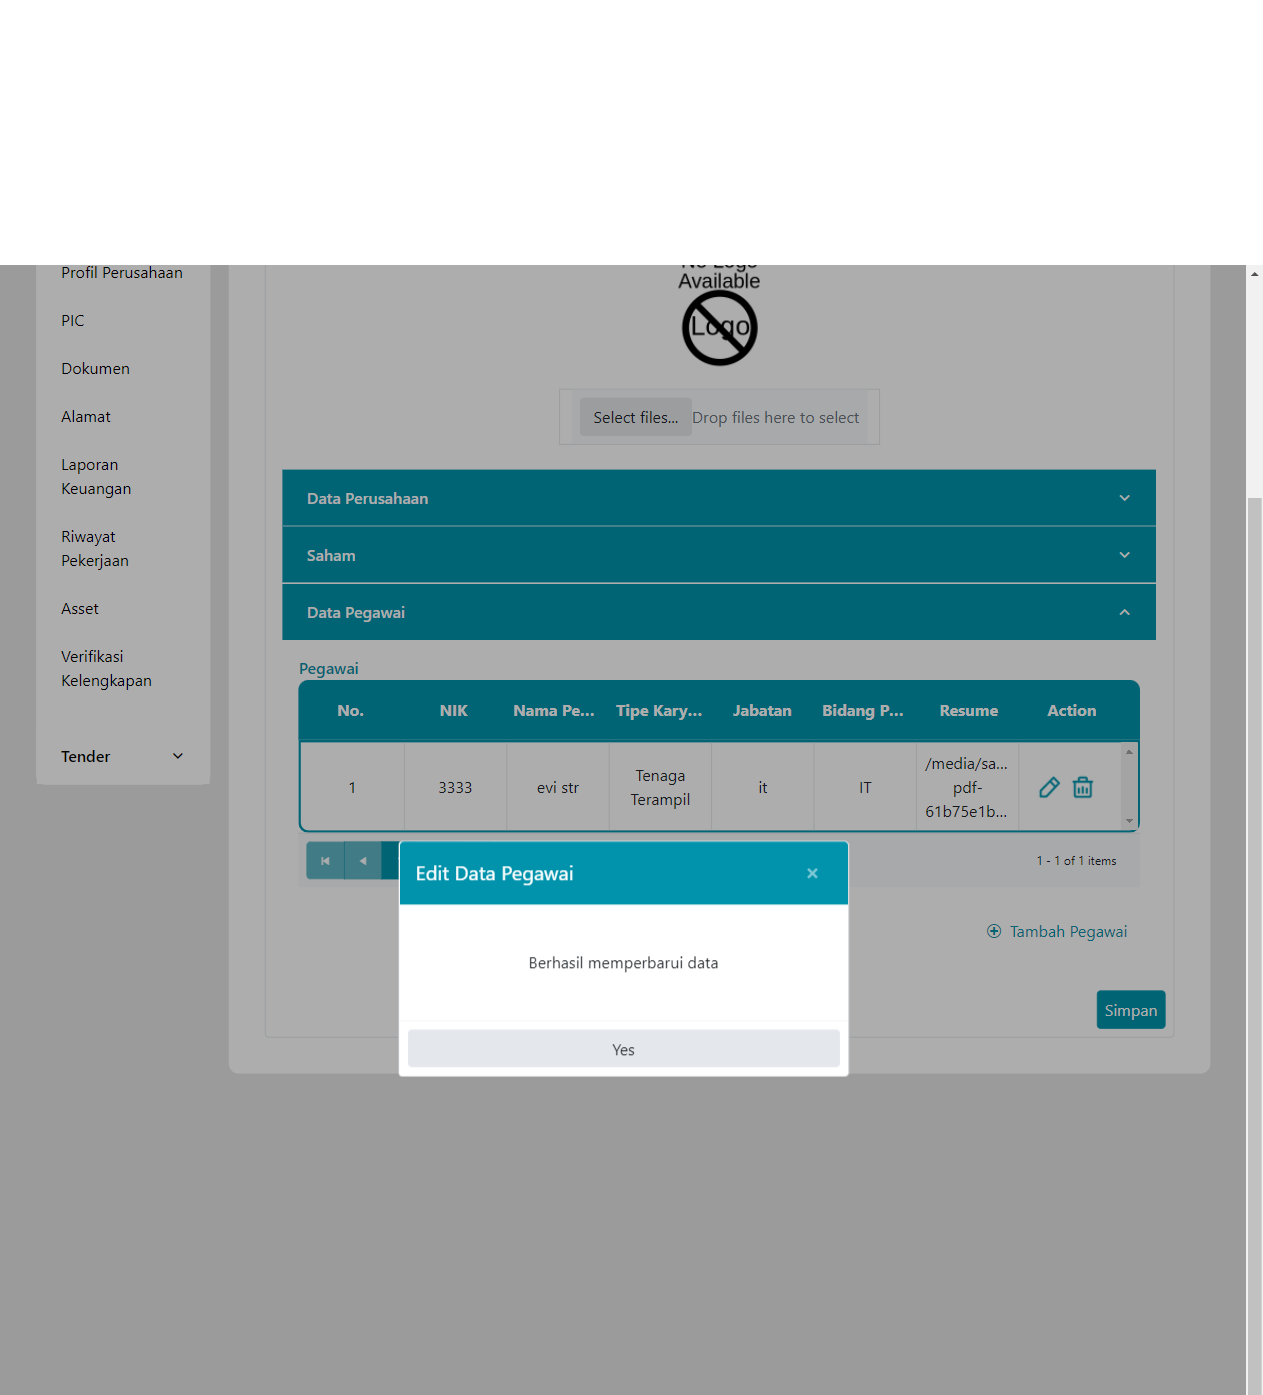 Profil Perusahaan
PIC
Dokumen
Alamat
Laporan
Keuangan
Riwayat
Pekerjaan
Asset
Verifikasi
Kelengkapan
Tender
No Logo
Available
Logo
Select files...
Drop files here to select
Data Perusahaan
Saham
Data Pegawai
Pegawai
No. NIK Nama Pe... Tipe Kary... Jabatan Bidang P... Resume Action
1 3333 evi str Tenaga Terampil it IT /media/sa... pdf- 61b75e1b...
1 - 1 of 1 items
Edit Data Pegawai
Berhasil memperbarui data
Yes
Tambah Pegawai
Simpan